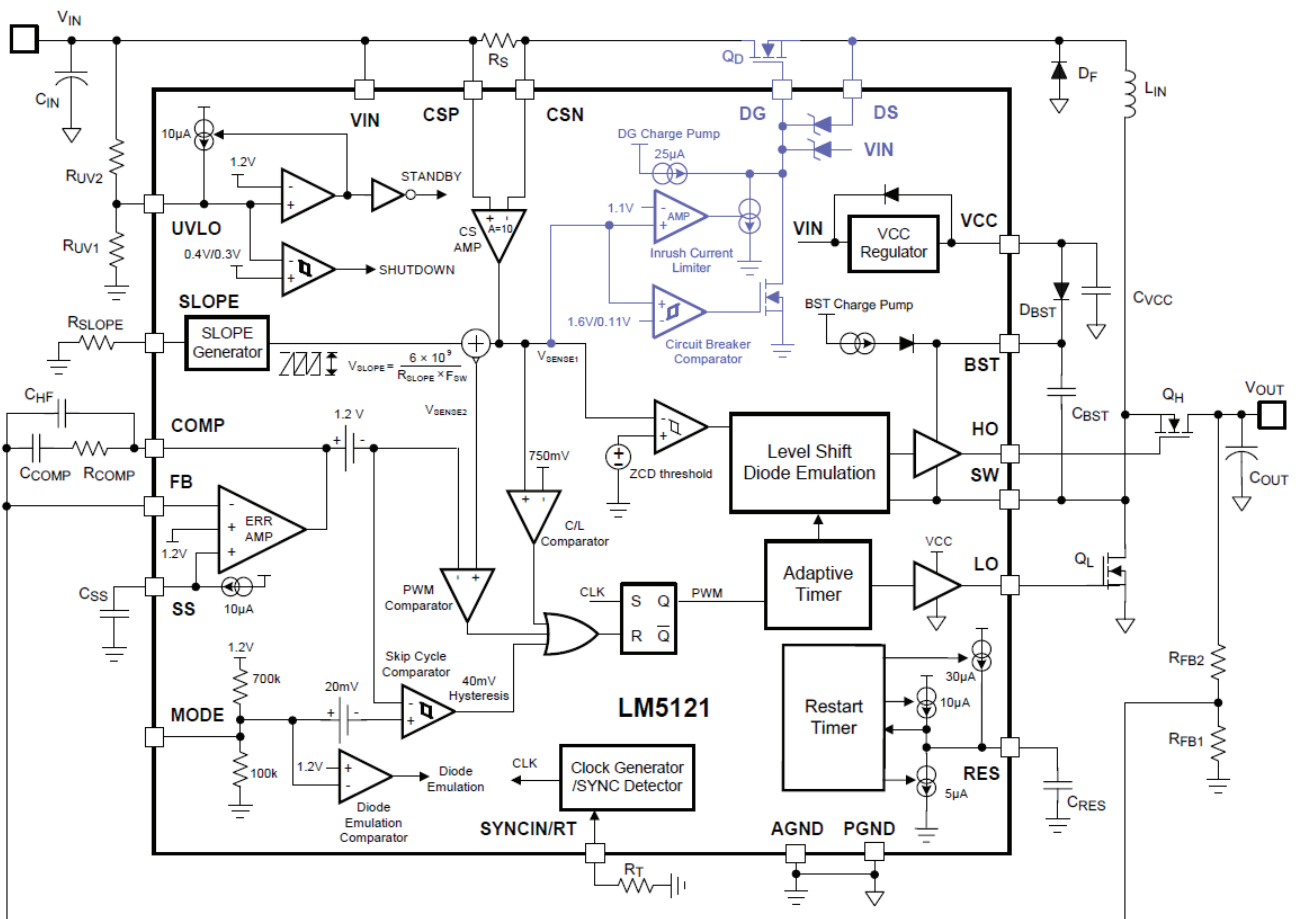 VIN
RS
QD
DF
LIN
CIN
VIN
CSP
CSN
DG
DS
10µA
DG Charge Pump
25µA
VIN
1.2V
-
+
STANDBY
RUV2
UVLO
+ -
A=10
CS
AMP
1.1V
-
+
AMP
Inrush Current
Limiter
VIN
VCC
Regulator
VCC
RUV1
0.4V/0.3V
-
+
SHUTDOWN
CVCC
DBST
BST Charge Pump
SLOPE
RSLOPE
SLOPE
Generator
VSLOPE = 6 × 10⁹
RSLOPE × FSW
+
VSENSE1
+
-
1.6V/0.11V
Circuit Breaker
Comparator
BST
VSENSE2
CHF
COMP
1.2 V
+ -
CCOMP
RCOMP
QH
VOUT
CBST
HO
-
+
ZCD threshold
+
-
Level Shift
Diode Emulation
SW
COUT
750mV
+ -
C/L
Comparator
FB
-
+
+
ERR
AMP
1.2V
SS
CSS
10µA
- +
PWM
Comparator
CLK
S Q
R Q̅
PWM
Adaptive
Timer
VCC
LO
QL
1.2V
700k
20mV
+ -
Skip Cycle
Comparator
-
+
40mV
Hysteresis
LM5121
Restart
Timer
30µA
10µA
RFB2
MODE
100k
1.2V
+
-
Diode
Emulation
Diode
Emulation
Comparator
CLK
Clock Generator
/SYNC Detector
5µA
RES
CRES
RFB1
SYNCIN/RT
RT
AGND
PGND